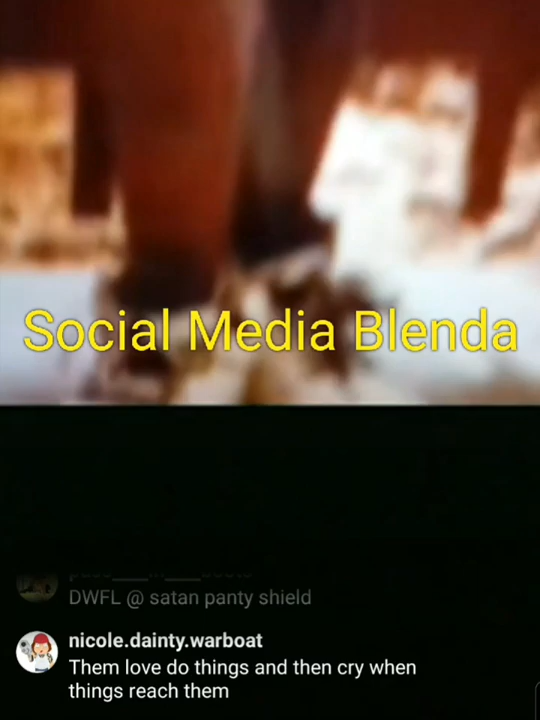 Social Media Blenda
DWFL @ satan panty shield
nicole.dainty.warboat
Them love do things and then cry when
things reach them